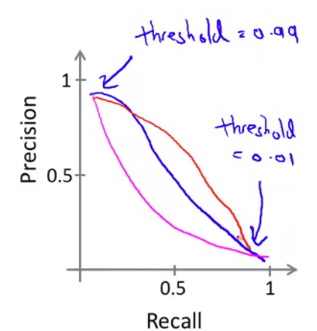 threshold = 0.99
1
threshold
= 0.01
Precision
0.5
0.5
1
Recall